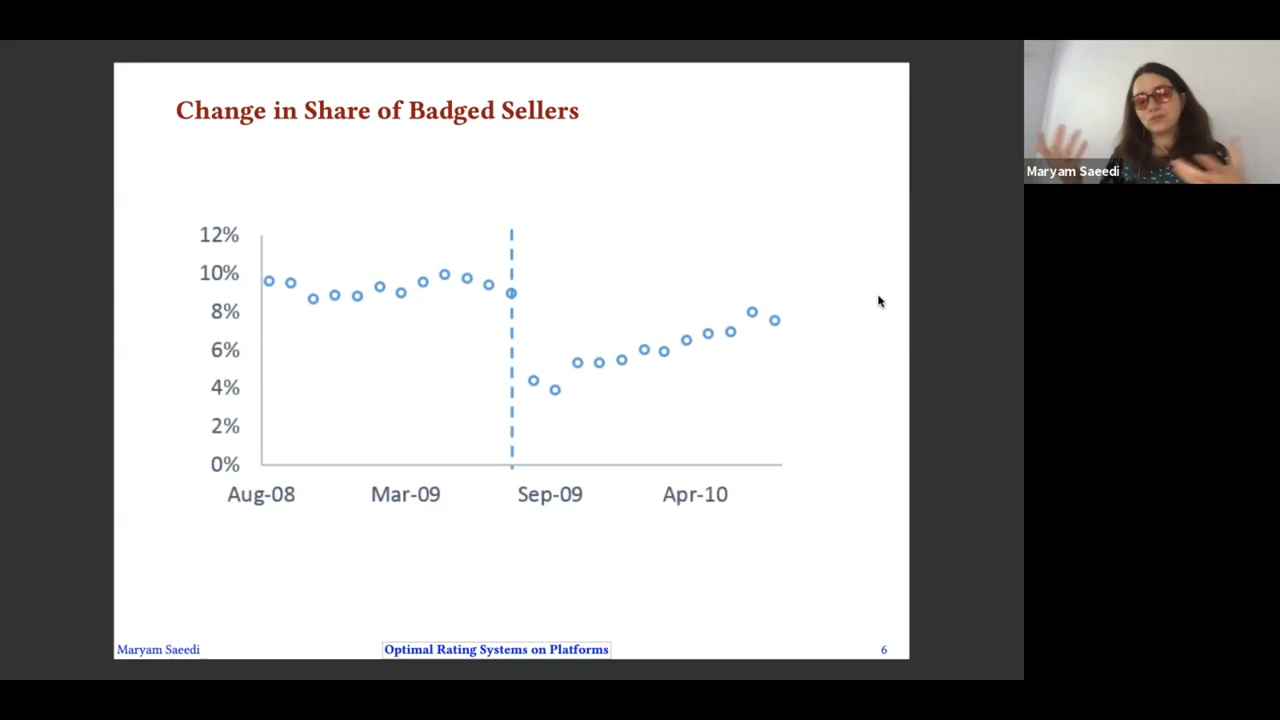 Change in Share of Badged Sellers
Maryam Saeedi
12%
10%
8%
6%
4%
2%
0%
Aug-08 Mar-09 Sep-09 Apr-10
Maryam Saeedi Optimal Rating Systems on Platforms 6